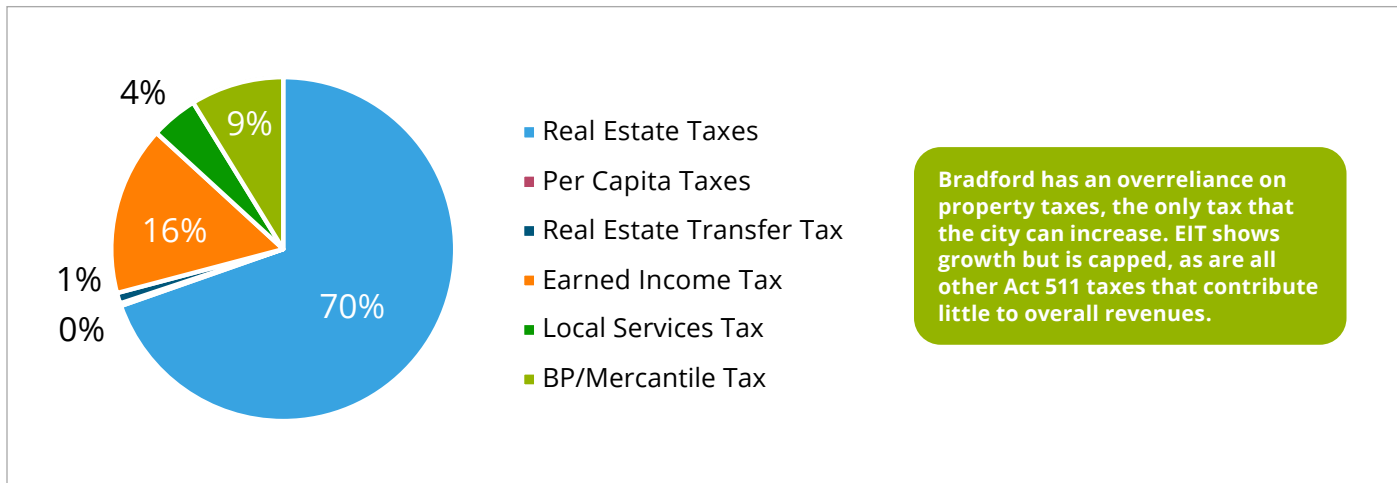 4%
9%
16%
1%
0%
70%
Real Estate Taxes
Per Capita Taxes
Real Estate Transfer Tax
Earned Income Tax
Local Services Tax
BP/Mercantile Tax
Bradford has an overreliance on
property taxes, the only tax that
the city can increase. EIT shows
growth but is capped, as are all
other Act 511 taxes that contribute
little to overall revenues.